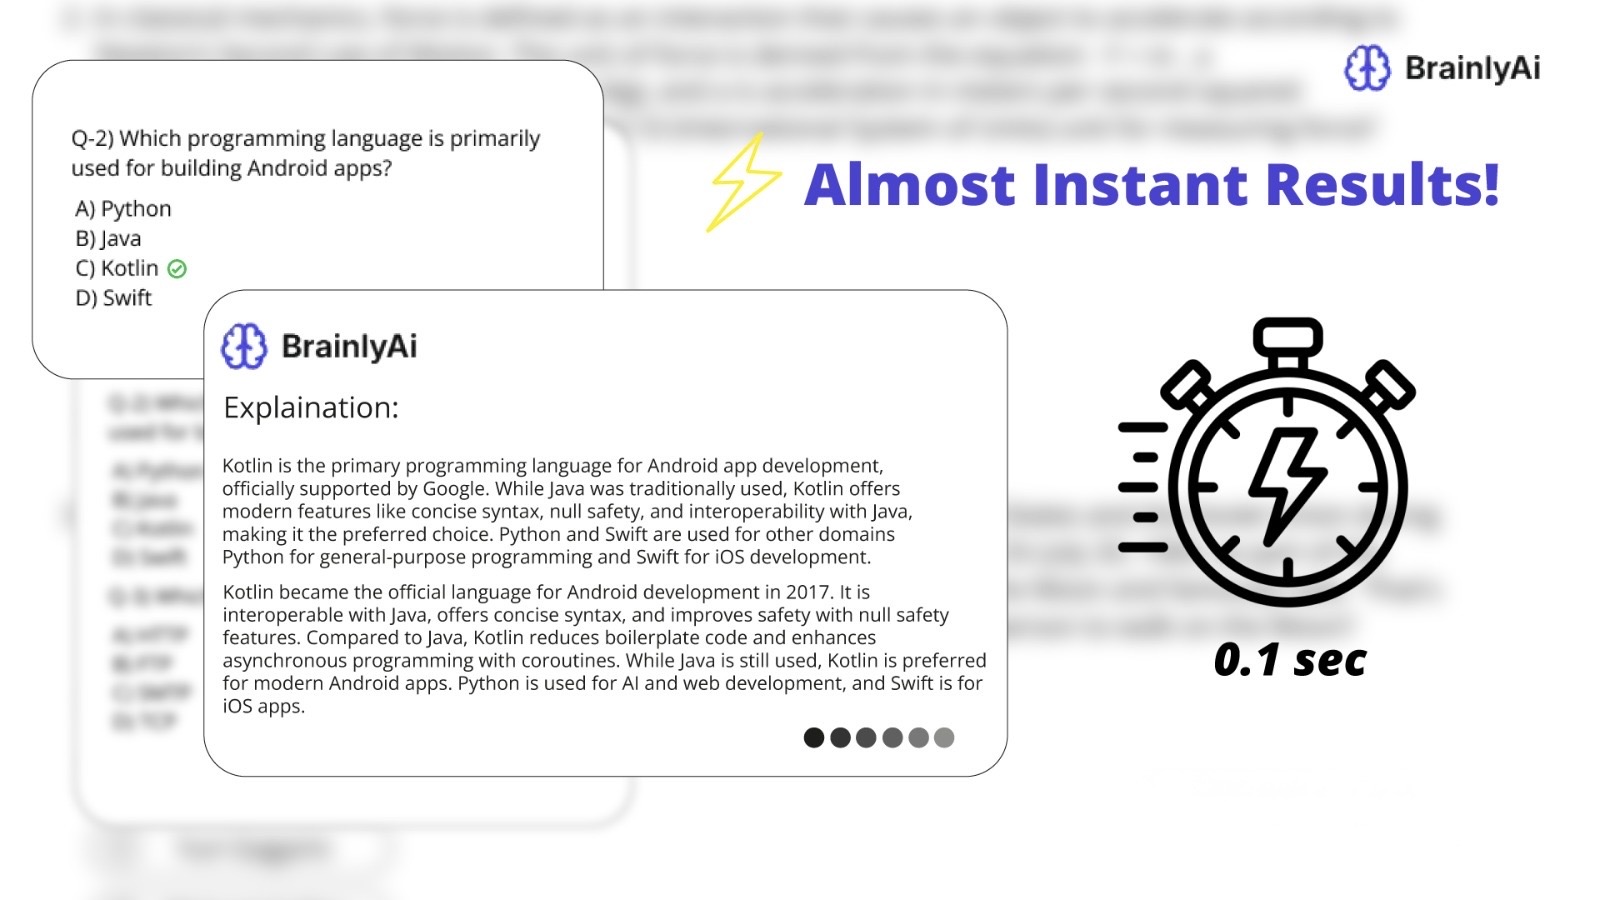 BrainlyAi
Q-2) Which programming language is primarily
used for building Android apps?
A) Python
B) Java
C) Kotlin
D) Swift
Almost Instant Results!
BrainlyAi
Explaination:
Kotlin is the primary programming language for Android app development,
officially supported by Google. While Java was traditionally used, Kotlin offers
modern features like concise syntax, null safety, and interoperability with Java,
making it the preferred choice. Python and Swift are used for other domains
Python for general-purpose programming and Swift for iOS development.
Kotlin became the official language for Android development in 2017. It is
interoperable with Java, offers concise syntax, and improves safety with null safety
features. Compared to Java, Kotlin reduces boilerplate code and enhances
asynchronous programming with coroutines. While Java is still used, Kotlin is preferred
for modern Android apps. Python is used for AI and web development, and Swift is for
iOS apps.
0.1 sec